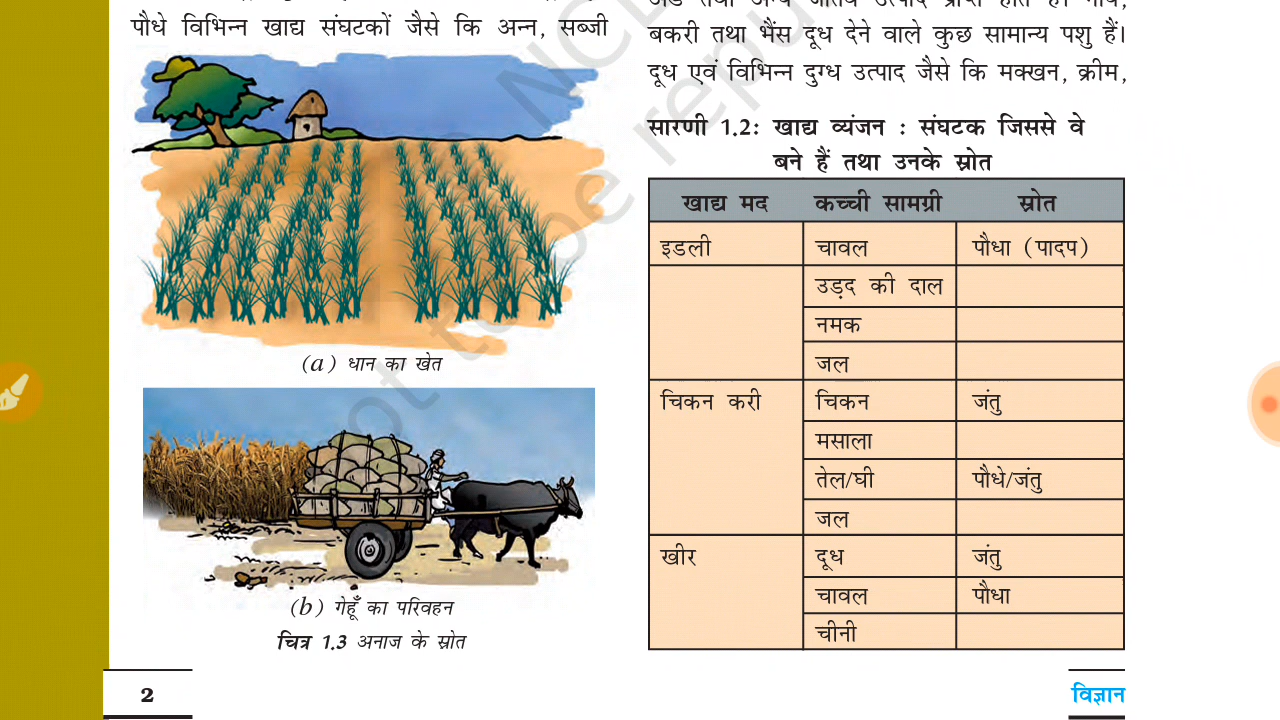 पौधे विभिन्न खाद्य संघटकों जैसे कि अन्न, सब्जी
(a) धान का खेत
(b) गेहूँ का परिवहन
चित्र 1.3 अनाज के स्रोत
बकरी तथा भैंस दूध देने वाले कुछ सामान्य पशु हैं।
दूध एवं विभिन्न दुग्ध उत्पाद जैसे कि मक्खन, क्रीम,
सारणी 1.2: खाद्य व्यंजन : संघटक जिससे वे
बने हैं तथा उनके स्रोत
खाद्य मद कच्ची सामग्री स्रोत
इडली चावल पौधा (पादप)
उड़द की दाल
नमक
जल
चिकन करी चिकन जंतु
मसाला
तेल/घी पौधे/जंतु
जल
खीर दूध जंतु
चावल पौधा
चीनी
2
विज्ञान